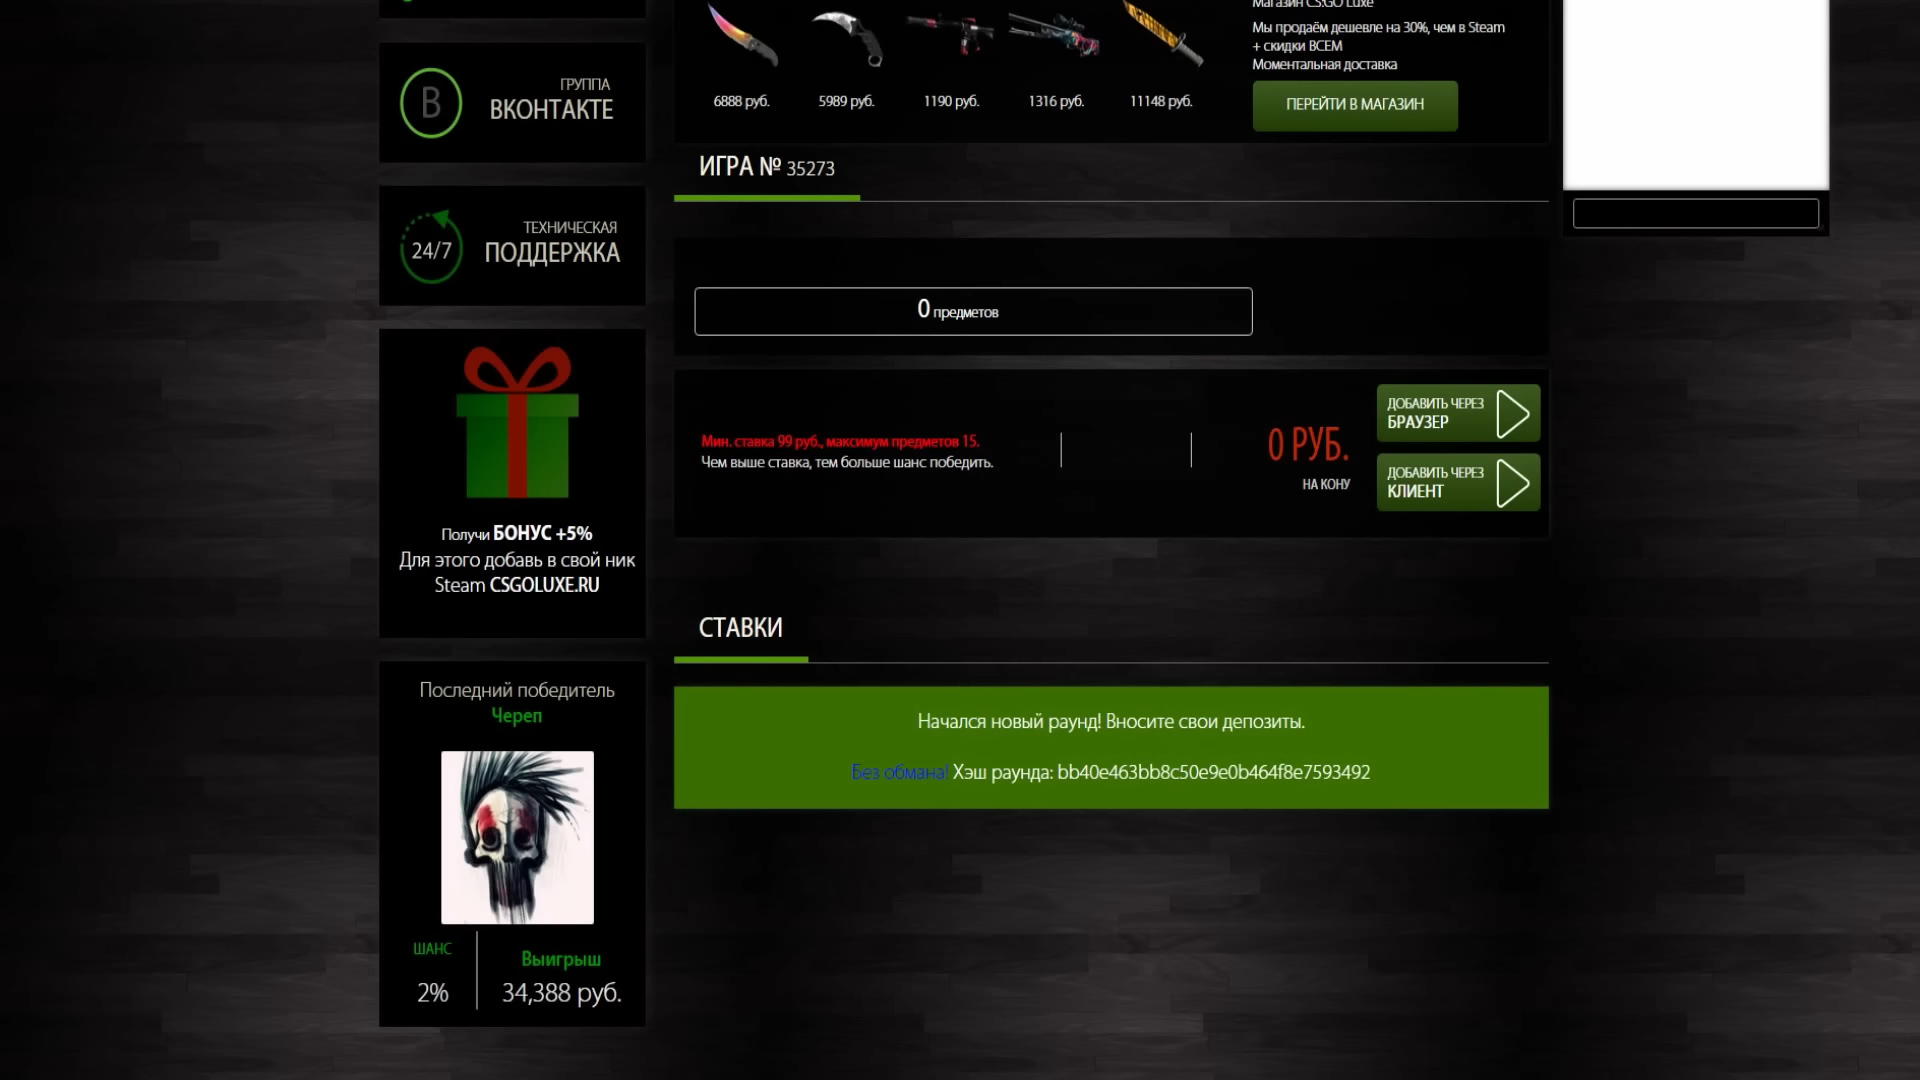 ГРУППА
ВКОНТАКТЕ
24/7
ТЕХНИЧЕСКАЯ
ПОДДЕРЖКА
Получи БОНУС +5%
Для этого добавь в свой ник
Steam CSGOLUXE.RU
Последний победитель
Череп
ШАНС
2%
Выигрыш
34,388 руб.
6888 руб.
5989 руб.
1190 руб.
1316 руб.
11148 руб.
Магазин CS:GO Luxe
Мы продаём дешевле на 30%, чем в Steam
+ скидки ВСЕМ
Моментальная доставка
ПЕРЕЙТИ В МАГАЗИН
ИГРА № 35273
0 предметов
Мин. ставка 99 руб., максимум предметов 15.
Чем выше ставка, тем больше шанс победить.
0 РУБ.
НА КОНУ
ДОБАВИТЬ ЧЕРЕЗ
БРАУЗЕР
ДОБАВИТЬ ЧЕРЕЗ
КЛИЕНТ
СТАВКИ
Начался новый раунд! Вносите свои депозиты.
Без обмана! Хэш раунда: bb40e463bb8c50e9e0b464f8e7593492